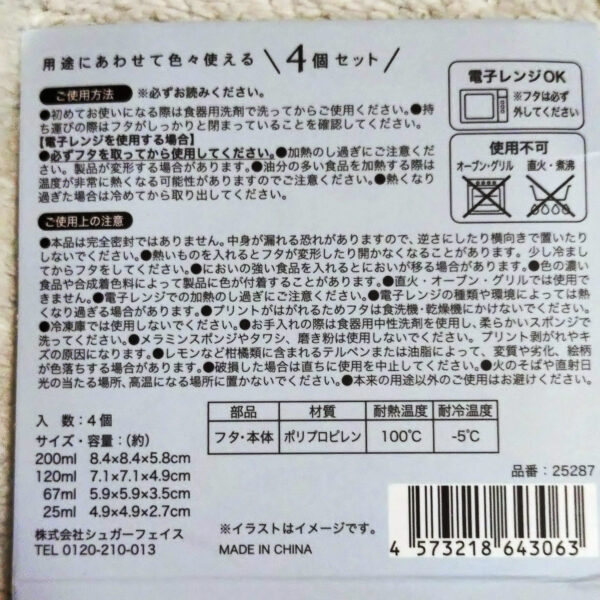 用途にあわせて色々使える \4個セット/
ご使用方法 ※必ずお読みください。
●初めてお使いになる際は食器用洗剤で洗ってからご使用ください。●持
ち運びの際はフタがしっかりと閉まっていることを確認してください。
【電子レンジを使用する場合】
●必ずフタを取ってから使用してください。●加熱のし過ぎにご注意くださ
い。製品が変形する場合があります。●油分の多い食品を加熱する際は
温度が非常に熱くなる可能性がありますのでご注意ください。●熱くなり
過ぎた場合は冷めてから取り出してください。
電子レンジOK
※フタは必ず
外してください
使用不可
オーブン・グリル 直火・煮沸
ご使用上の注意
●本品は完全密封ではありません。中身が漏れる恐れがありますので、逆さにしたり横向きで置いたり
しないでください。●熱いものを入れるとフタが変形したり開かなくなることがあります。少し冷まし
てからフタをしてください。●においの強い食品を入れるとにおいが移る場合があります。●色の濃い
食品や合成着色料によって製品に色が付着することがあります。●直火・オーブン・グリルでは使用で
きません。●電子レンジでの加熱のし過ぎにご注意ください。●電子レンジの種類や環境によっては熱
くなり過ぎる場合があります。●プリントがはがれるためフタは食洗機・乾燥機にかけないでください。
●冷凍庫では使用しないでください。●お手入れの際は食器用中性洗剤を使用し、柔らかいスポンジで
洗ってください。●メラミンスポンジやタワシ、磨き粉は使用しないでください。プリント剥がれやキ
ズの原因になります。●レモンなど柑橘類に含まれるテルペンまたは油脂によって、変質や劣化、絵柄
が色落ちする場合があります。●破損した場合は直ちに使用を中止してください。●火のそばや直射日
光の当たる場所、高温になる場所に置かないでください。●本来の用途以外のご使用はお避けください。
入 数:4個
サイズ・容量:(約)
200ml 8.4×8.4×5.8cm
120ml 7.1×7.1×4.9cm
67ml 5.9×5.9×3.5cm
25ml 4.9×4.9×2.7cm
株式会社シュガーフェイス
TEL 0120-210-013
部品 材質 耐熱温度 耐冷温度
フタ・本体 ポリプロピレン 100℃ -5℃
品番:25287
※イラストはイメージです。
MADE IN CHINA
4 573218 643063